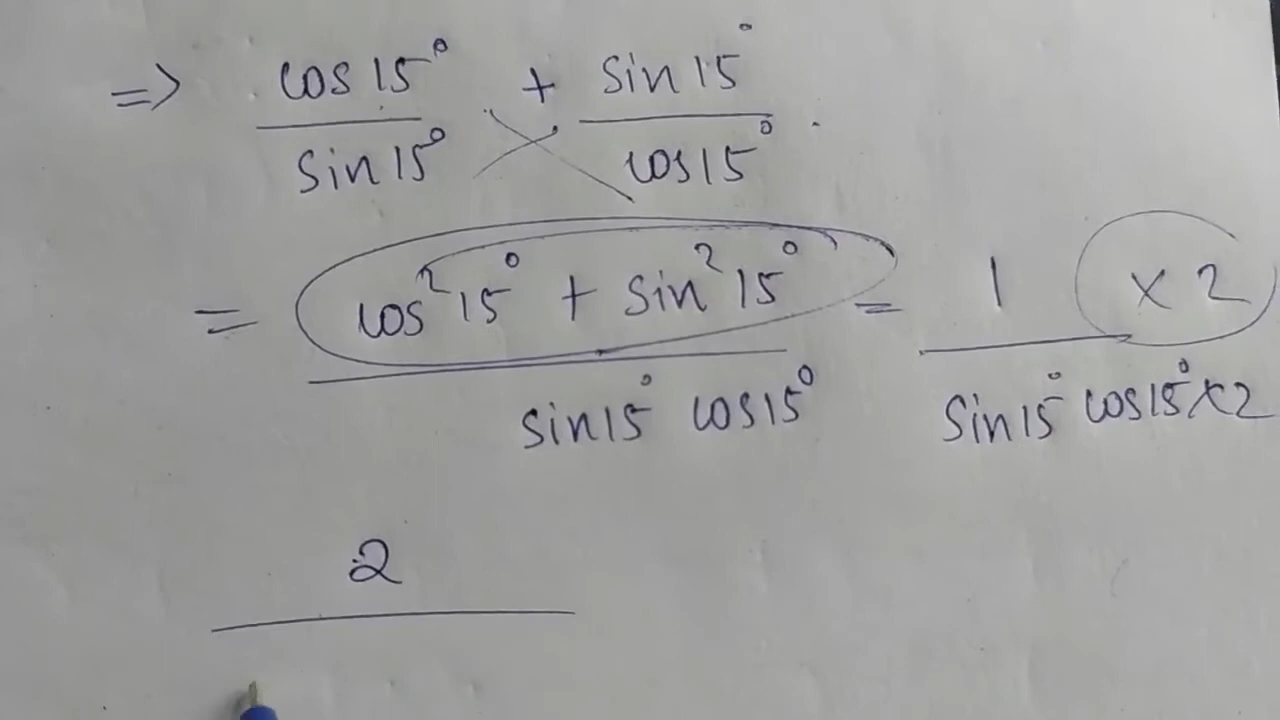 => cos 15° + sin 15°
sin 15° cos 15° .
= cos² 15° + sin² 15° = 1 × 2
sin 15° cos 15° sin 15° cos 15° × 2
2